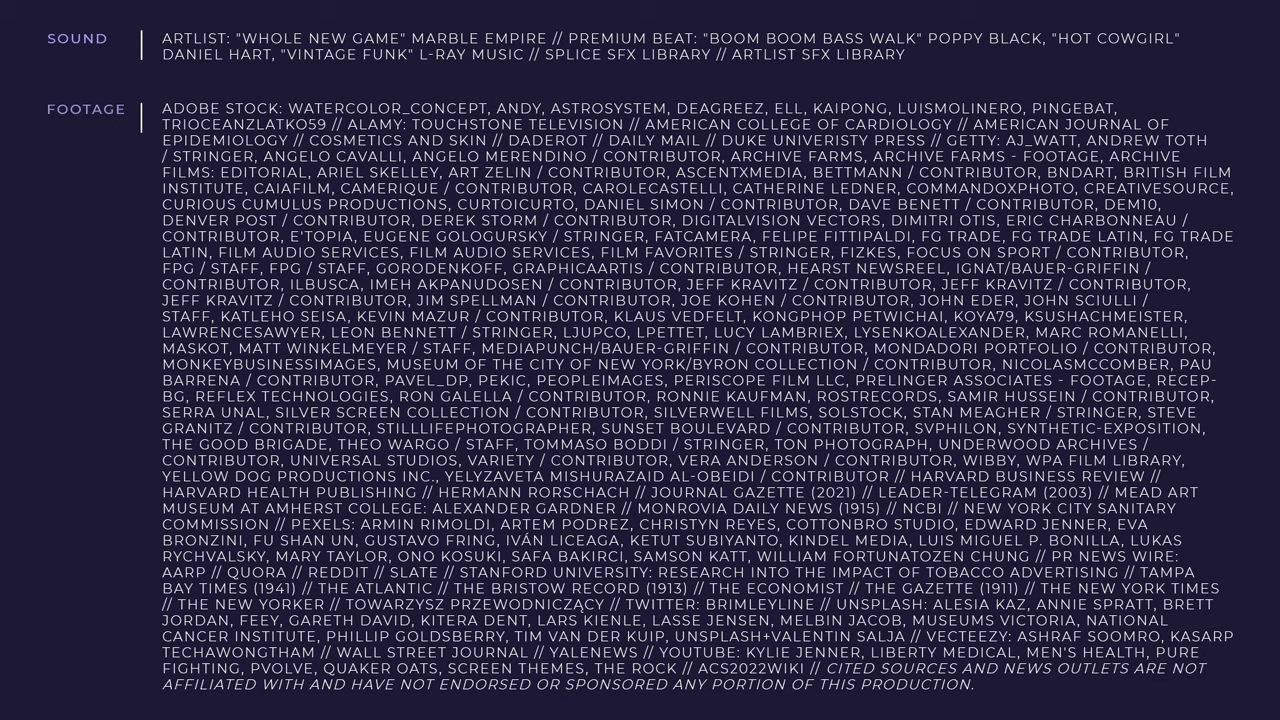 SOUND
ARTLIST: "WHOLE NEW GAME" MARBLE EMPIRE // PREMIUM BEAT: "BOOM BOOM BASS WALK" POPPY BLACK, "HOT COWGIRL"
DANIEL HART, "VINTAGE FUNK" L-RAY MUSIC // SPLICE SFX LIBRARY // ARTLIST SFX LIBRARY
FOOTAGE
ADOBE STOCK: WATERCOLOR_CONCEPT, ANDY, ASTROSYSTEM, DEAGREEZ, ELL, KAIPONG, LUISMOLINERO, PINGEBAT,
TRIOCEANZLATKO59 // ALAMY: TOUCHSTONE TELEVISION // AMERICAN COLLEGE OF CARDIOLOGY // AMERICAN JOURNAL OF
EPIDEMIOLOGY // COSMETICS AND SKIN // DADEROT // DAILY MAIL // DUKE UNIVERISTY PRESS // GETTY: AJ_WATT, ANDREW TOTH
/ STRINGER, ANGELO CAVALLI, ANGELO MERENDINO / CONTRIBUTOR, ARCHIVE FARMS, ARCHIVE FARMS - FOOTAGE, ARCHIVE
FILMS: EDITORIAL, ARIEL SKELLEY, ART ZELIN / CONTRIBUTOR, ASCENTXMEDIA, BETTMANN / CONTRIBUTOR, BNDART, BRITISH FILM
INSTITUTE, CAIAFILM, CAMERIQUE / CONTRIBUTOR, CAROLECASTELLI, CATHERINE LEDNER, COMMANDOXPHOTO, CREATIVESOURCE,
CURIOUS CUMULUS PRODUCTIONS, CURTOICURTO, DANIEL SIMON / CONTRIBUTOR, DAVE BENETT / CONTRIBUTOR, DEM10,
DENVER POST / CONTRIBUTOR, DEREK STORM / CONTRIBUTOR, DIGITALVISION VECTORS, DIMITRI OTIS, ERIC CHARBONNEAU /
CONTRIBUTOR, E'TOPIA, EUGENE GOLOGURSKY / STRINGER, FATCAMERA, FELIPE FITTIPALDI, FG TRADE, FG TRADE LATIN, FG TRADE
LATIN, FILM AUDIO SERVICES, FILM AUDIO SERVICES, FILM FAVORITES / STRINGER, FIZKES, FOCUS ON SPORT / CONTRIBUTOR,
FPG / STAFF, FPG / STAFF, GORODENKOFF, GRAPHICAARTIS / CONTRIBUTOR, HEARST NEWSREEL, IGNAT/BAUER-GRIFFIN /
CONTRIBUTOR, ILBUSCA, IMEH AKPANUDOSEN / CONTRIBUTOR, JEFF KRAVITZ / CONTRIBUTOR, JEFF KRAVITZ / CONTRIBUTOR,
JEFF KRAVITZ / CONTRIBUTOR, JIM SPELLMAN / CONTRIBUTOR, JOE KOHEN / CONTRIBUTOR, JOHN EDER, JOHN SCIULLI /
STAFF, KATLEHO SEISA, KEVIN MAZUR / CONTRIBUTOR, KLAUS VEDFELT, KONGPHOP PETWICHAI, KOYA79, KSUSHACHMEISTER,
LAWRENCESAWYER, LEON BENNETT / STRINGER, LJUPCO, LPETTET, LUCY LAMBRIEX, LYSENKOALEXANDER, MARC ROMANELLI,
MASKOT, MATT WINKELMEYER / STAFF, MEDIAPUNCH/BAUER-GRIFFIN / CONTRIBUTOR, MONDADORI PORTFOLIO / CONTRIBUTOR,
MONKEYBUSINESSIMAGES, MUSEUM OF THE CITY OF NEW YORK/BYRON COLLECTION / CONTRIBUTOR, NICOLASMCCOMBER, PAU
BARRENA / CONTRIBUTOR, PAVEL_DP, PEKIC, PEOPLEIMAGES, PERISCOPE FILM LLC, PRELINGER ASSOCIATES - FOOTAGE, RECEP-
BG, REFLEX TECHNOLOGIES, RON GALELLA / CONTRIBUTOR, RONNIE KAUFMAN, ROSTRECORDS, SAMIR HUSSEIN / CONTRIBUTOR,
SERRA UNAL, SILVER SCREEN COLLECTION / CONTRIBUTOR, SILVERWELL FILMS, SOLSTOCK, STAN MEAGHER / STRINGER, STEVE
GRANITZ / CONTRIBUTOR, STILLLIFEPHOTOGRAPHER, SUNSET BOULEVARD / CONTRIBUTOR, SVPHILON, SYNTHETIC-EXPOSITION,
THE GOOD BRIGADE, THEO WARGO / STAFF, TOMMASO BODDI / STRINGER, TON PHOTOGRAPH, UNDERWOOD ARCHIVES /
CONTRIBUTOR, UNIVERSAL STUDIOS, VARIETY / CONTRIBUTOR, VERA ANDERSON / CONTRIBUTOR, WIBBY, WPA FILM LIBRARY,
YELLOW DOG PRODUCTIONS INC., YELYZAVETA MISHURAZAID AL-OBEIDI / CONTRIBUTOR // HARVARD BUSINESS REVIEW //
HARVARD HEALTH PUBLISHING // HERMANN RORSCHACH // JOURNAL GAZETTE (2021) // LEADER-TELEGRAM (2003) // MEAD ART
MUSEUM AT AMHERST COLLEGE: ALEXANDER GARDNER // MONROVIA DAILY NEWS (1915) // NCBI // NEW YORK CITY SANITARY
COMMISSION // PEXELS: ARMIN RIMOLDI, ARTEM PODREZ, CHRISTYN REYES, COTTONBRO STUDIO, EDWARD JENNER, EVA
BRONZINI, FU SHAN UN, GUSTAVO FRING, IVÁN LICEAGA, KETUT SUBIYANTO, KINDEL MEDIA, LUIS MIGUEL P. BONILLA, LUKAS
RYCHVALSKY, MARY TAYLOR, ONO KOSUKI, SAFA BAKIRCI, SAMSON KATT, WILLIAM FORTUNATOZEN CHUNG // PR NEWS WIRE:
AARP // QUORA // REDDIT // SLATE // STANFORD UNIVERSITY: RESEARCH INTO THE IMPACT OF TOBACCO ADVERTISING // TAMPA
BAY TIMES (1941) // THE ATLANTIC // THE BRISTOW RECORD (1913) // THE ECONOMIST // THE GAZETTE (1911) // THE NEW YORK TIMES
// THE NEW YORKER // TOWARZYSZ PRZEWODNICZĄCY // TWITTER: BRIMLEYLINE // UNSPLASH: ALESIA KAZ, ANNIE SPRATT, BRETT
JORDAN, FEEY, GARETH DAVID, KITERA DENT, LARS KIENLE, LASSE JENSEN, MELBIN JACOB, MUSEUMS VICTORIA, NATIONAL
CANCER INSTITUTE, PHILLIP GOLDSBERRY, TIM VAN DER KUIP, UNSPLASH+VALENTIN SALJA // VECTEEZY: ASHRAF SOOMRO, KASARP
TECHAWONGTHAM // WALL STREET JOURNAL // YALENEWS // YOUTUBE: KYLIE JENNER, LIBERTY MEDICAL, MEN'S HEALTH, PURE
FIGHTING, PVOLVE, QUAKER OATS, SCREEN THEMES, THE ROCK // ACS2022WIKI // CITED SOURCES AND NEWS OUTLETS ARE NOT
AFFILIATED WITH AND HAVE NOT ENDORSED OR SPONSORED ANY PORTION OF THIS PRODUCTION.